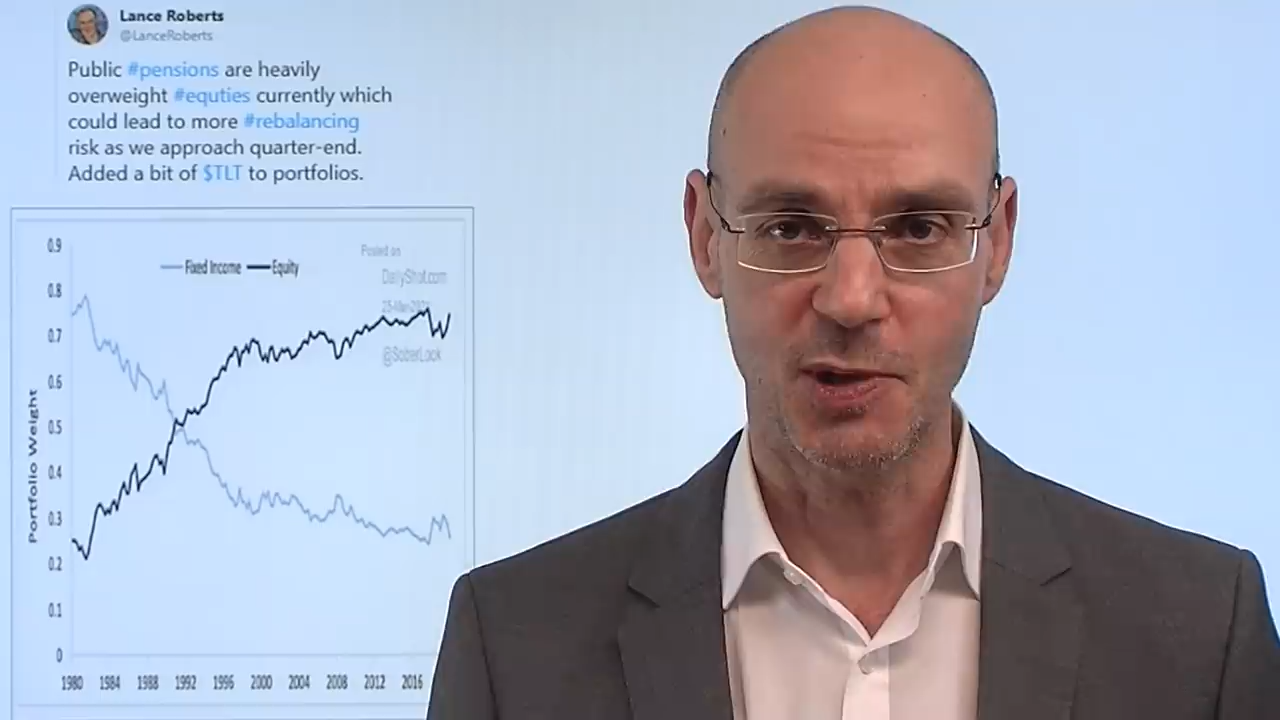 Lance Roberts
@LanceRoberts
Public #pensions are heavily
overweight #equties currently which
could lead to more #rebalancing
risk as we approach quarter-end.
Added a bit of $TLT to portfolios.
Posted on
DailyShot.com
@SoberLook
Fixed Income Equity
Portfolio Weight
0.9
0.8
0.7
0.6
0.5
0.4
0.3
0.2
0.1
0
1980 1984 1988 1992 1996 2000 2004 2008 2012 2016